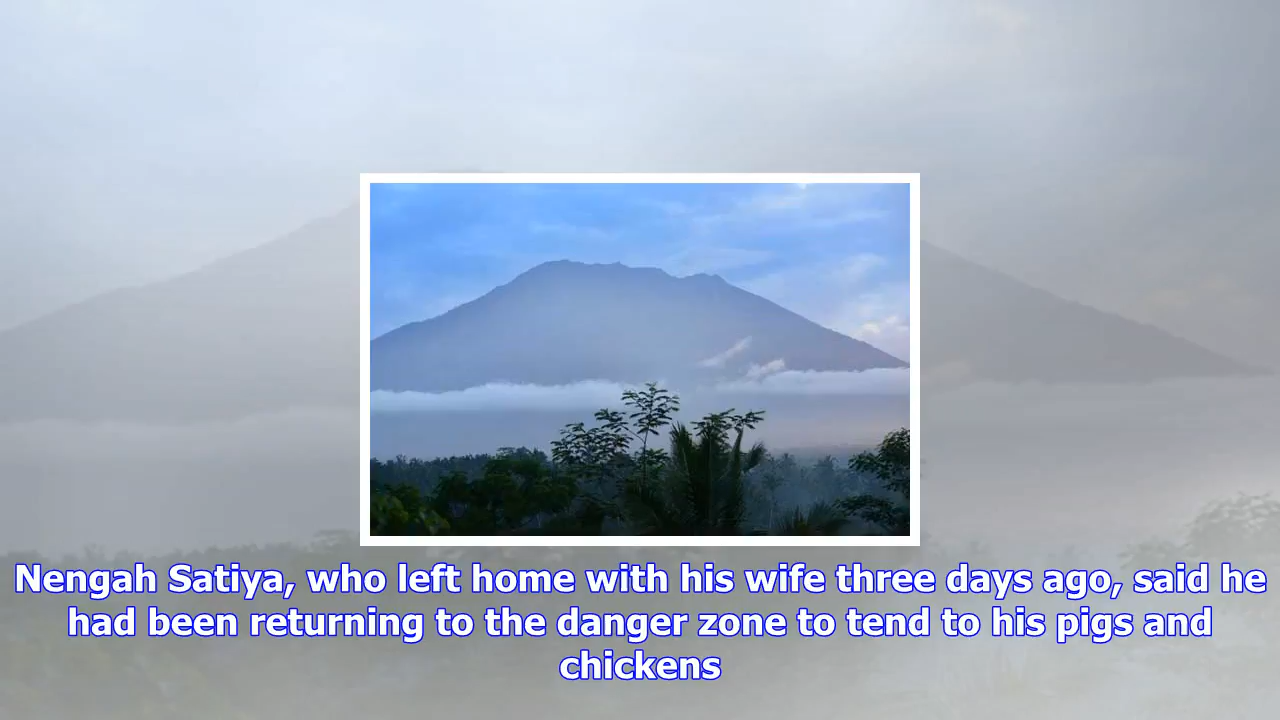 Nengah Satiya, who left home with his wife three days ago, said he
had been returning to the danger zone to tend to his pigs and
chickens